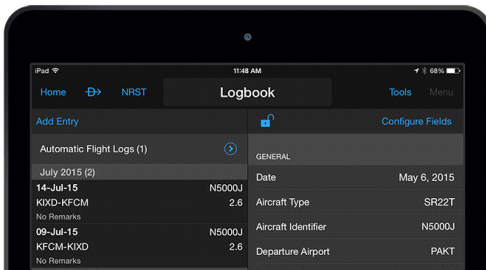 iPad 11:48 AM 68%
Home D NRST Logbook Tools Menu
Add Entry
Automatic Flight Logs (1)
July 2015 (2)
14-Jul-15 N5000J
KIXD-KFCM 2.6
No Remarks
09-Jul-15 N5000J
KFCM-KIXD 2.6
No Remarks
Configure Fields
GENERAL
Date May 6, 2015
Aircraft Type SR22T
Aircraft Identifier N5000J
Departure Airport PAKT